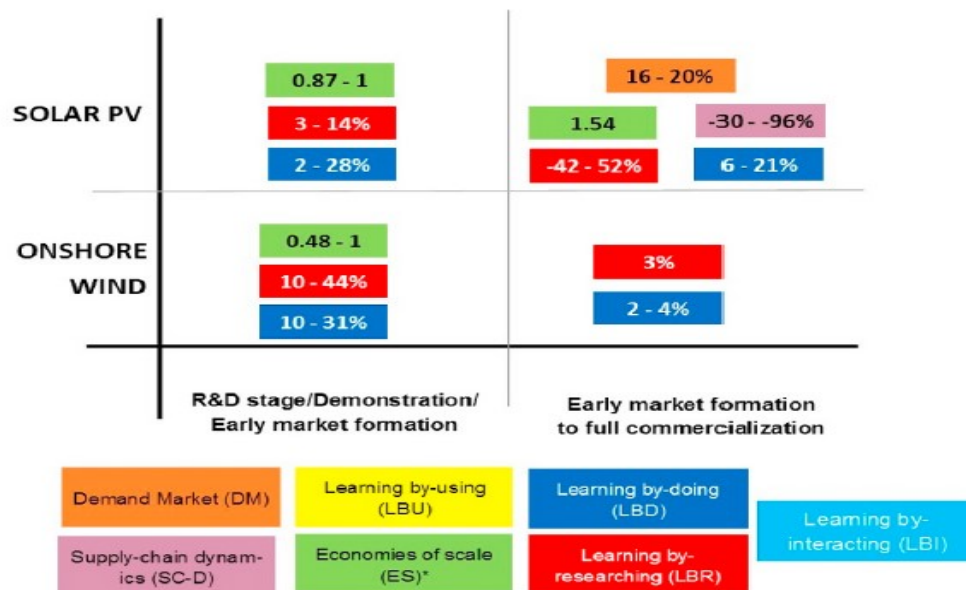 0.87 - 1
16 - 20%
SOLAR PV
3 - 14%
1.54
-30 - -96%
2 - 28%
-42 - 52%
6 - 21%
0.48 - 1
ONSHORE
WIND
10 - 44%
3%
10 - 31%
2 - 4%
R&D stage/Demonstration/
Early market formation
Early market formation
to full commercialization
Demand Market (DM)
Learning by-using
(LBU)
Learning by-doing
(LBD)
Learning by-
interacting (LBI)
Supply-chain dynam-
ics (SC-D)
Economies of scale
(ES)*
Learning by-
researching (LBR)